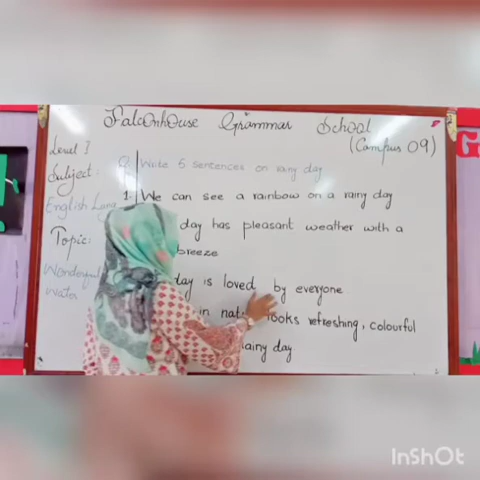 Falconhouse Grammar School
(Campus 09)
Level 7
Subject:
English Lang
Topic:
Wonderful
Water
Q: Write 6 sentences on rainy day
1 We can see a rainbow on a rainy day
day has pleasant weather with a
breeze
day is loved by everyone
in looks refreshing, colourful
rainy day
InShOt